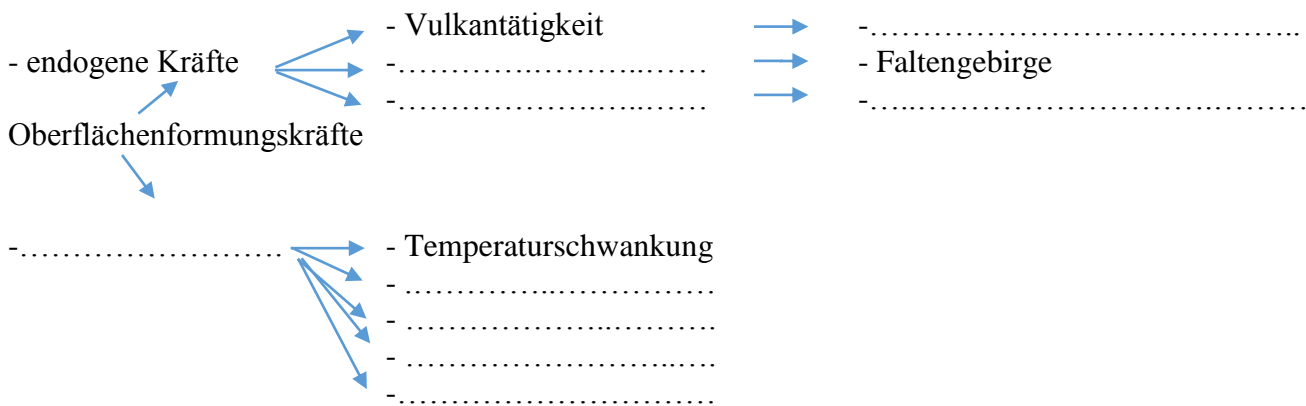 - Vulkantätigkeit -…………………………………..
- endogene Kräfte -………….………..…… - Faltengebirge
-…………………..…… -…..……………………….………
Oberflächenformungskräfte
-……………………. - Temperaturschwankung
- …………..……………
- ………………..……….
- ……………………..….
-…………………………